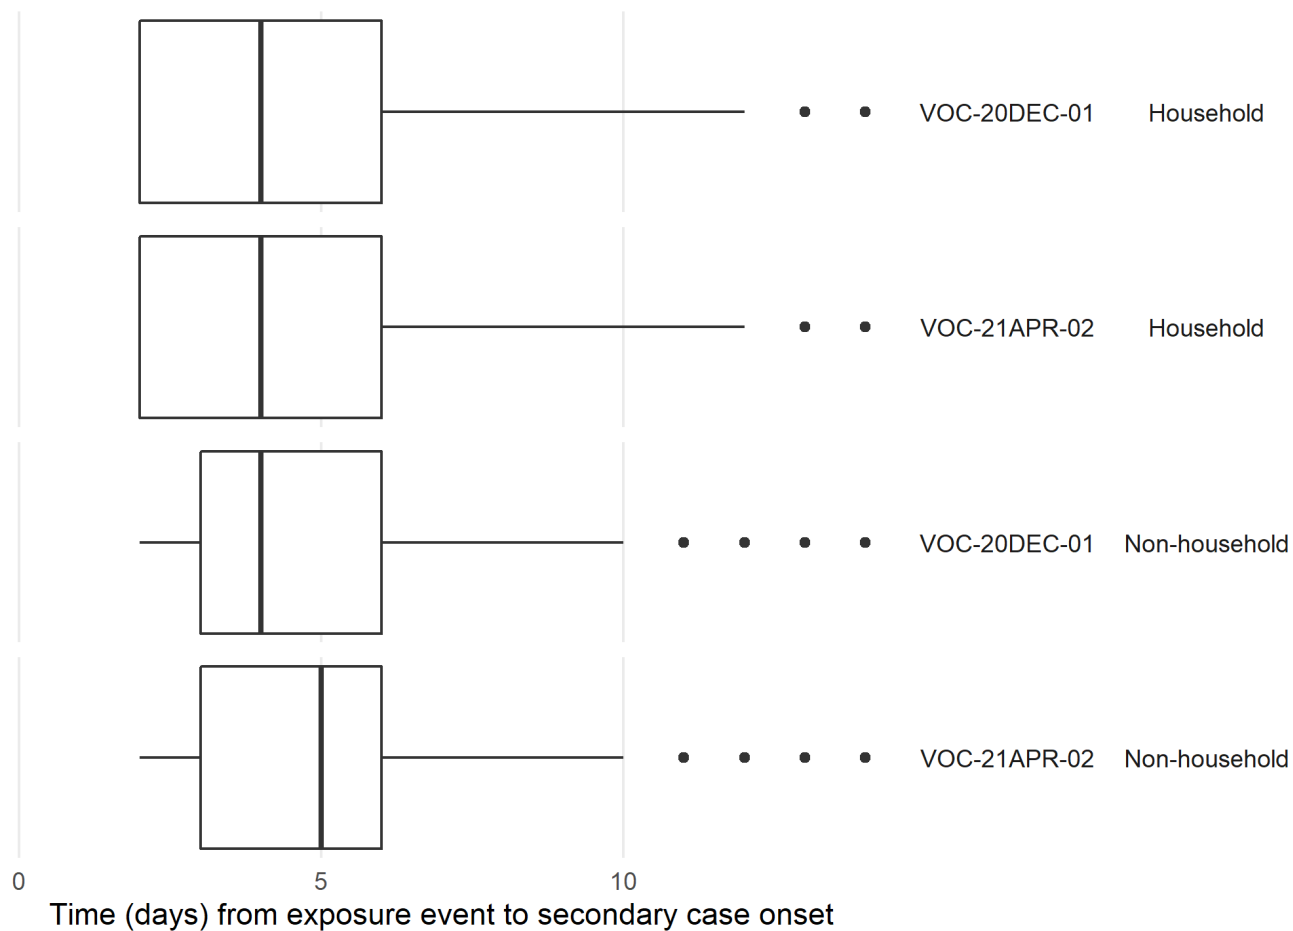 VOC-20DEC-01 Household
VOC-21APR-02 Household
VOC-20DEC-01 Non-household
VOC-21APR-02 Non-household
0 5 10
Time (days) from exposure event to secondary case onset